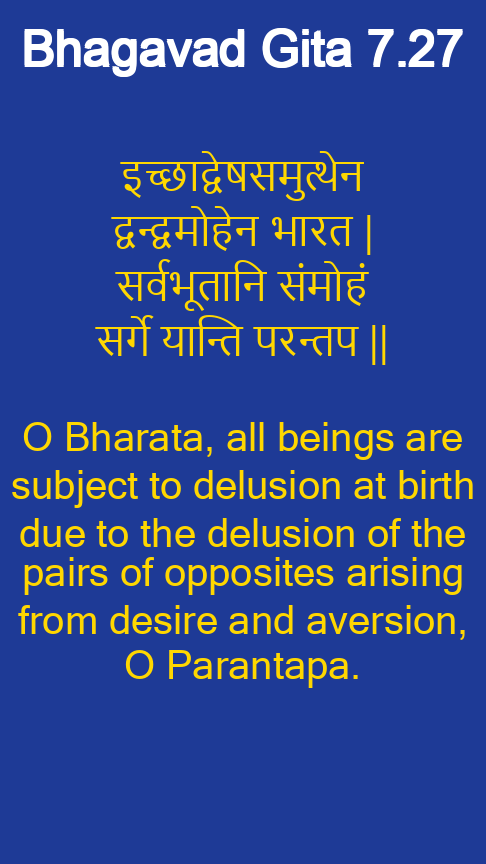 Bhagavad Gita 7.27
इच्छाद्वेषसमुत्थेन
द्वन्द्वमोहेन भारत |
सर्वभूतानि संमोहं
सर्गे यान्ति परन्तप ||
O Bharata, all beings are
subject to delusion at birth
due to the delusion of the
pairs of opposites arising
from desire and aversion,
O Parantapa.